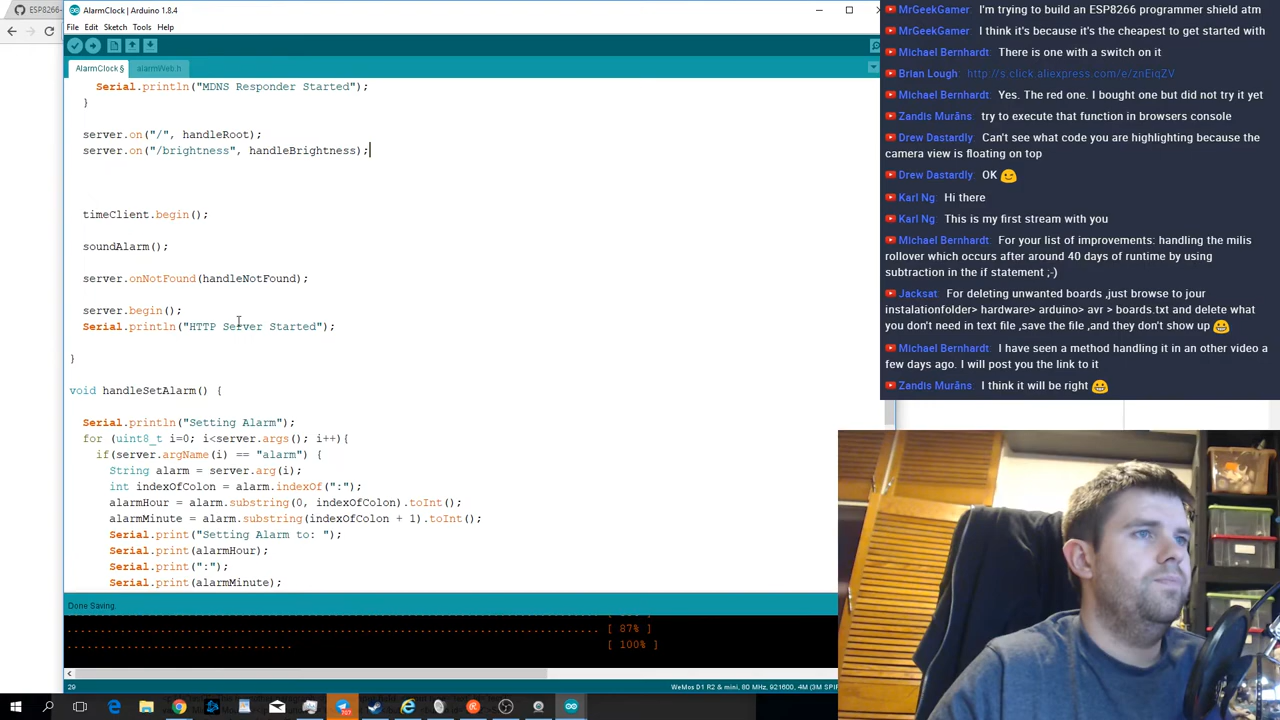 ESP8266-
AlarmClock | Arduino 1.8.4
File Edit Sketch Tools Help
AlarmClock § alarmWeb.h
Serial.println("MDNS Responder Started");
}
server.on("/", handleRoot);
server.on("/brightness", handleBrightness);
timeClient.begin();
soundAlarm();
server.onNotFound(handleNotFound);
server.begin();
Serial.println("HTTP Server Started");
}
void handleSetAlarm() {
Serial.println("Setting Alarm");
for (uint8_t i=0; i<server.args(); i++){
if(server.argName(i) == "alarm") {
String alarm = server.arg(i);
int indexOfColon = alarm.indexOf(":");
alarmHour = alarm.substring(0, indexOfColon).toInt();
alarmMinute = alarm.substring(indexOfColon + 1).toInt();
Serial.print("Setting Alarm to: ");
Serial.print(alarmHour);
Serial.print(":");
Serial.print(alarmMinute);
Done Saving.
................................................................................ [ 87% ]
.................................. [ 100% ]
29
WeMos D1 R2 & mini, 80 MHz, 921600, 4M (3M SPIF
MrGeekGamer: I'm trying to build an ESP8266 programmer shield atm
MrGeekGamer: I think it's because it's the cheapest to get started with
Michael Bernhardt: There is one with a switch on it
Brian Lough: http://s.click.aliexpress.com/e/znEiqZV
Michael Bernhardt: Yes. The red one. I bought one but did not try it yet
Zandis Murāns: try to execute that function in browsers console
Drew Dastardly: Can't see what code you are highlighting because the
camera view is floating on top
Drew Dastardly: OK 😉
Karl Ng: Hi there
Karl Ng: This is my first stream with you
Michael Bernhardt: For your list of improvements: handling the milis
rollover which occurs after around 40 days of runtime by using
subtraction in the if statement ;-)
Jacksat: For deleting unwanted boards ,just browse to jour
instalationfolder> hardware> arduino> avr > boards.txt and delete what
you don't need in text file ,save the file ,and they don't show up 😀
Michael Bernhardt: I have seen a method handling it in an other video a
few days ago. I will post you the link to it
Zandis Murāns: I think it will be right 😀